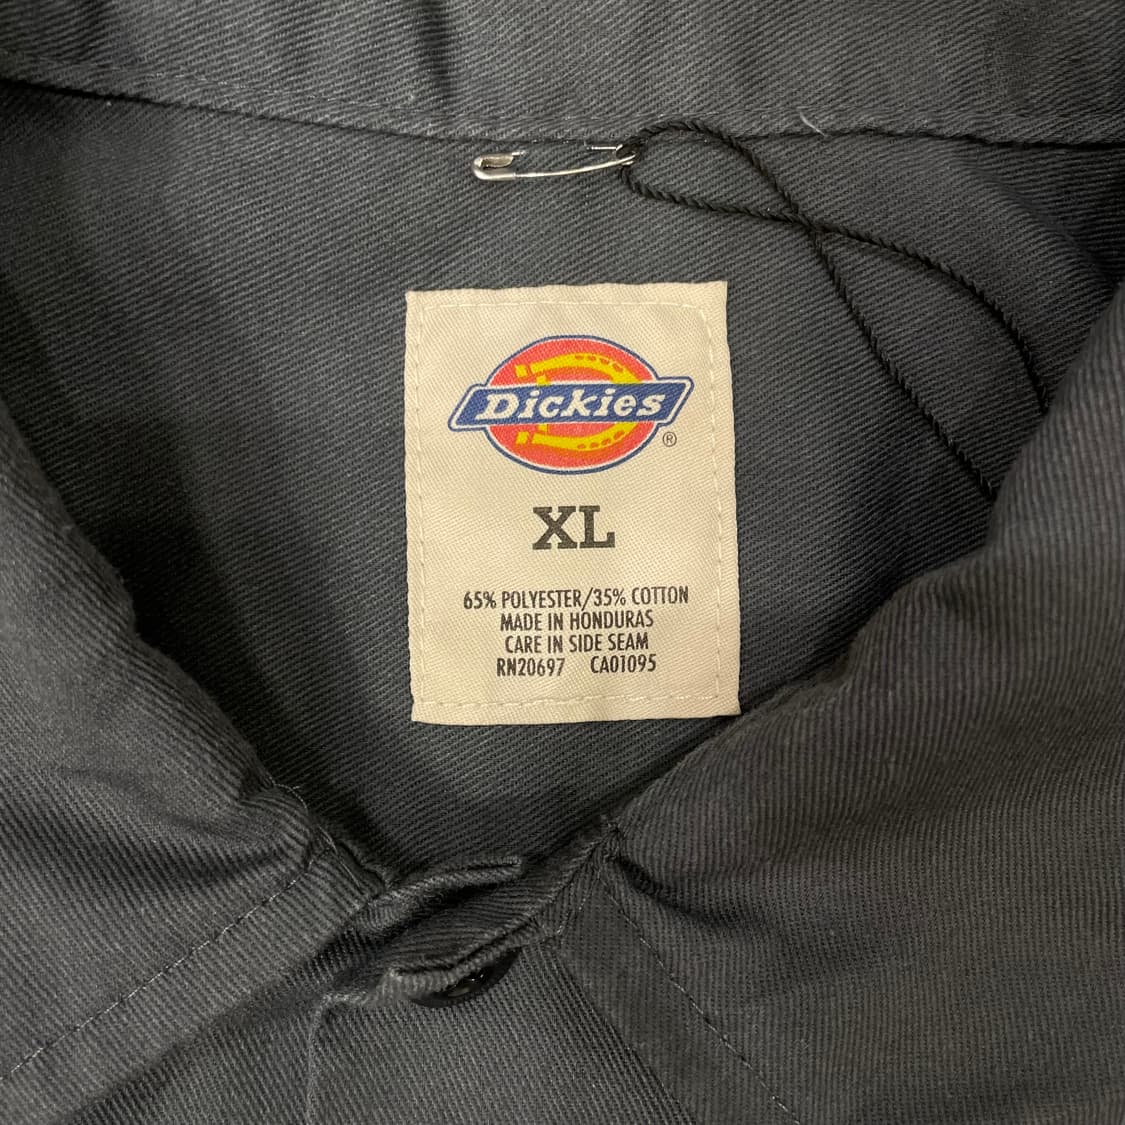 Dickies
®
XL
65% POLYESTER/35% COTTON
MADE IN HONDURAS
CARE IN SIDE SEAM
RN20697 CA01095